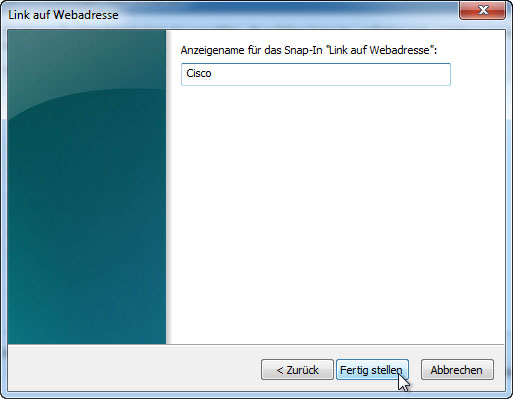 Link auf Webadresse
Anzeigename für das Snap-In "Link auf Webadresse":
Cisco
< Zurück
Fertig stellen
Abbrechen